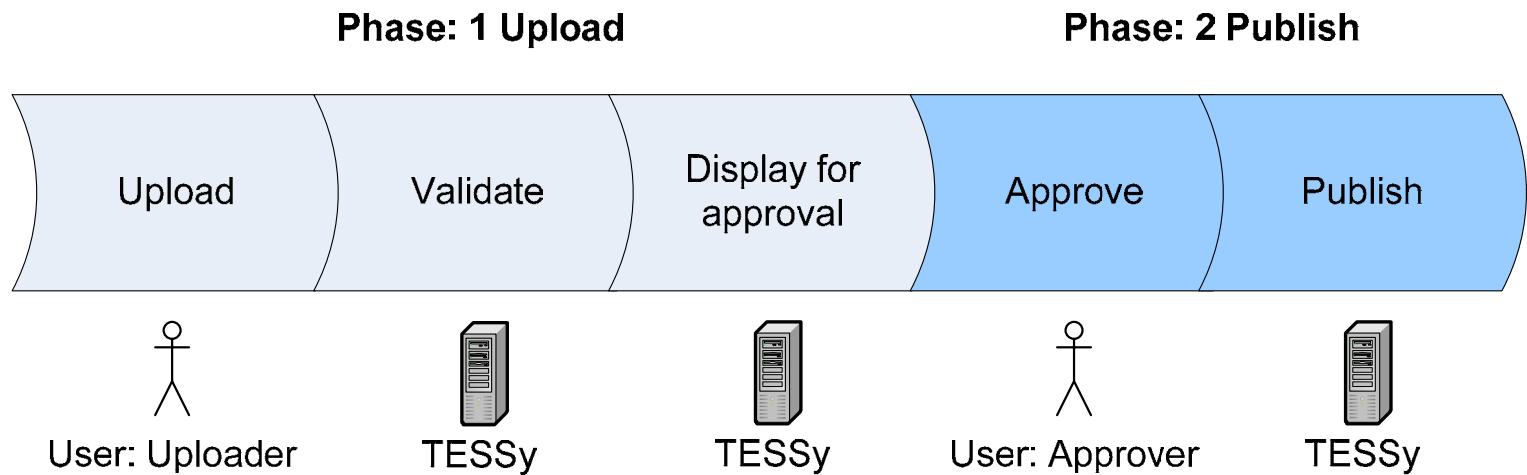 Phase: 1 Upload
Phase: 2 Publish
Upload
Validate
Display for
approval
Approve
Publish
User: Uploader
TESSy
TESSy
User: Approver
TESSy